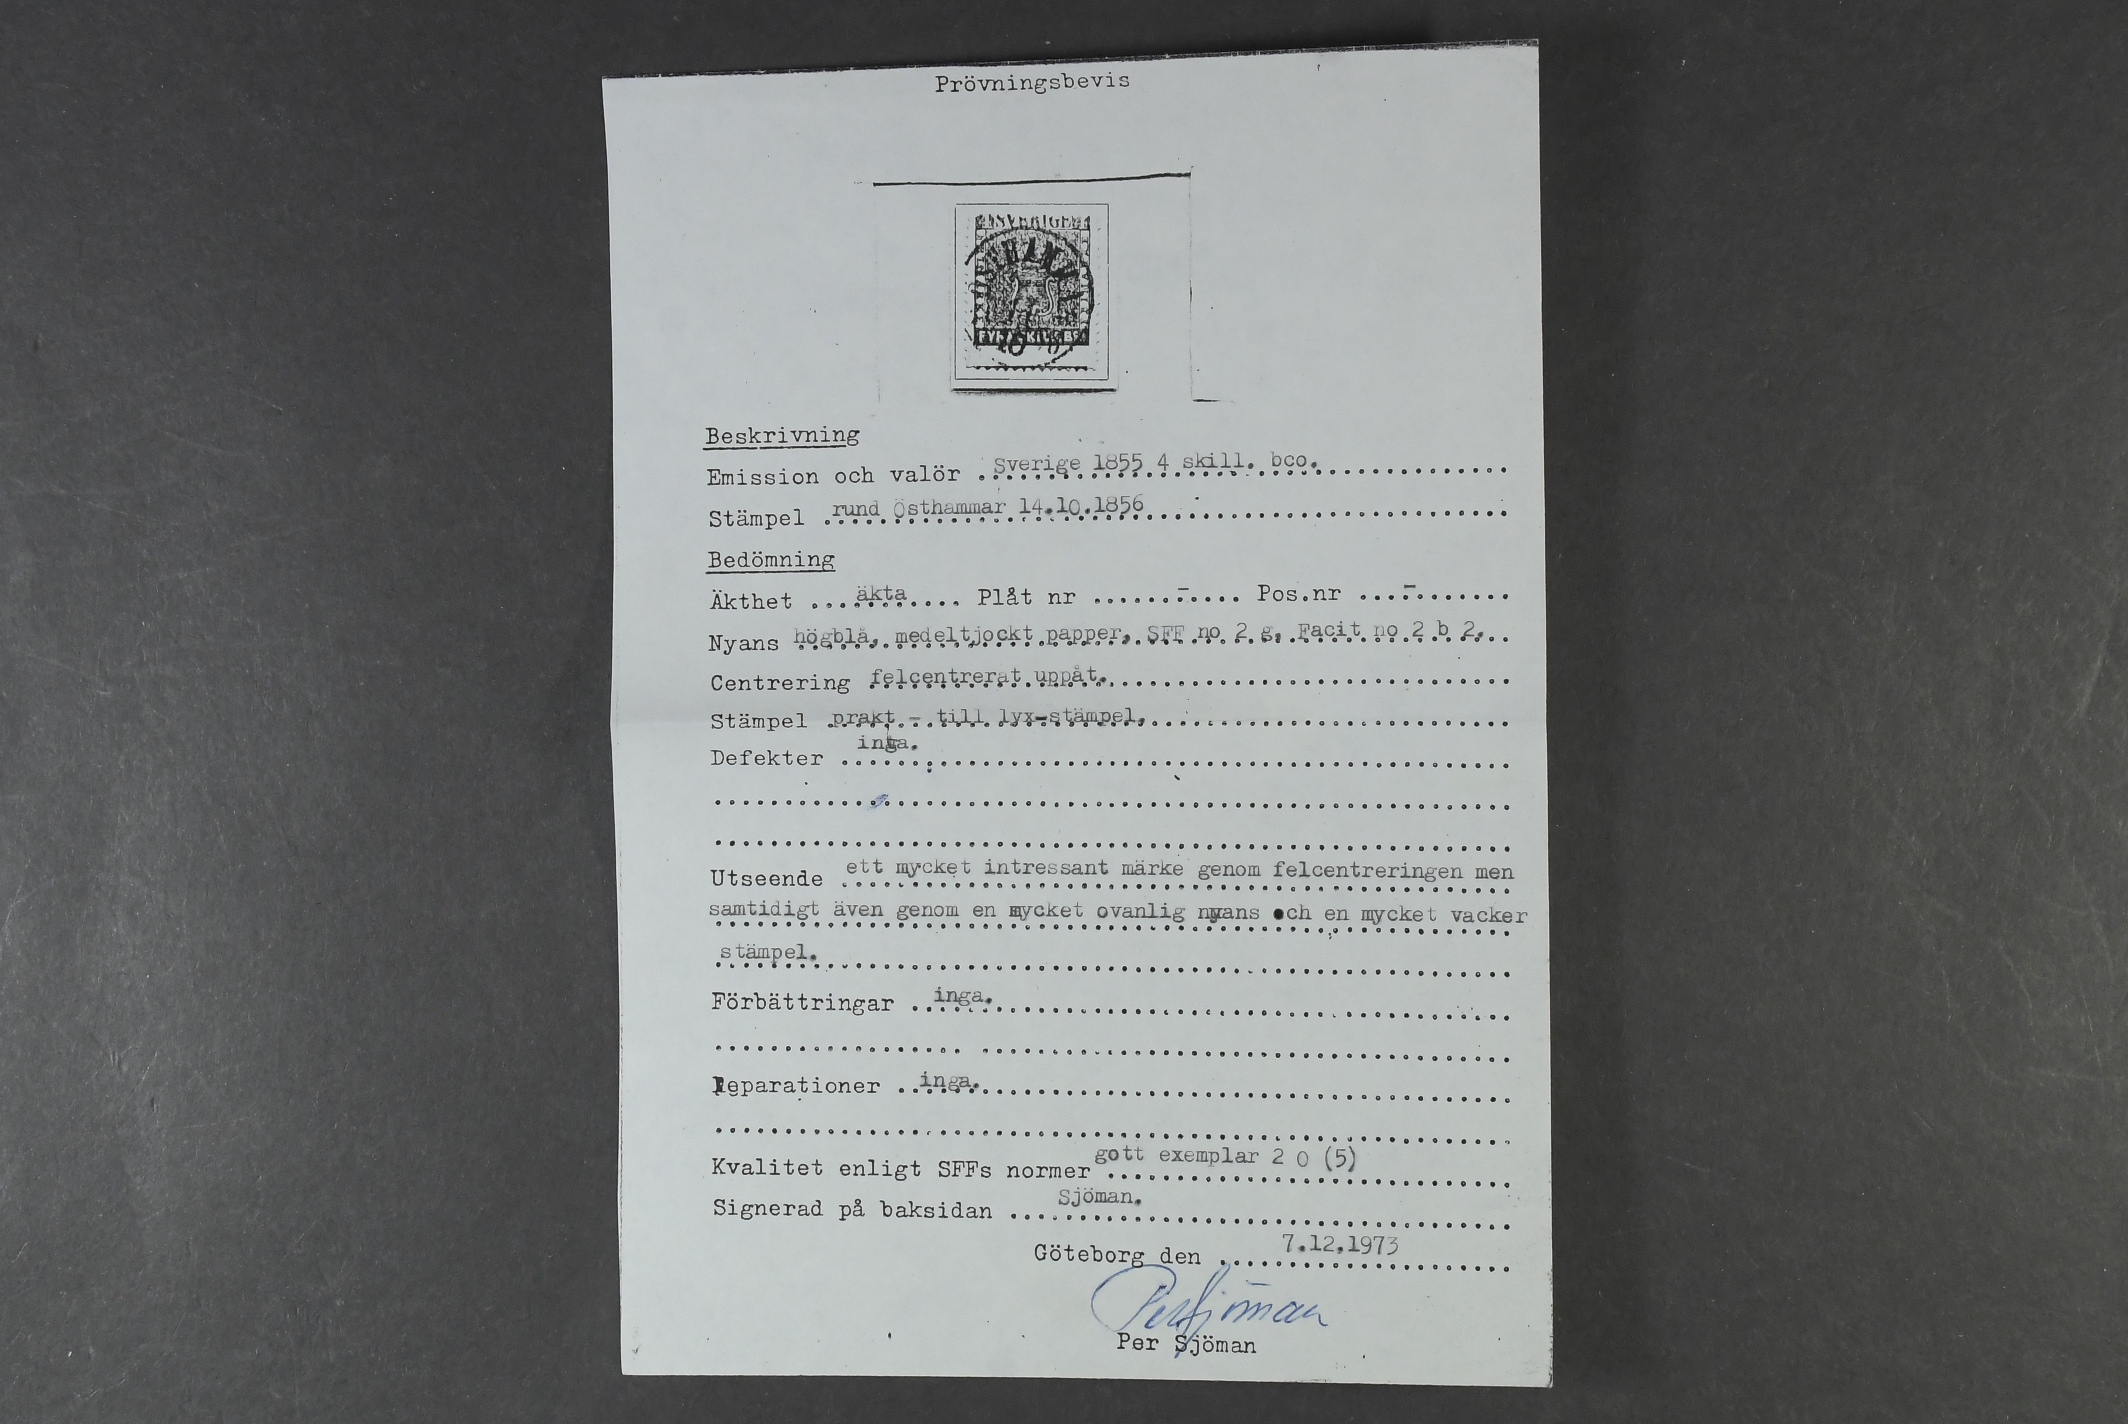 Prövningsbevis
SVERIGE
FYRA SKILL. BCO
Beskrivning
Emission och valör Sverige 1855 4 skill. bco.
Stämpel rund Östhammar 14.10.1856
Bedömning
Äkthet äkta Plåt nr - Pos.nr -
Nyans högblå, medeltjockt papper, SFF no 2 g, Facit no 2 b 2.
Centrering felcentrerat uppåt.
Stämpel prakt - till lyx-stämpel,
Defekter inga.
Utseende ett mycket intressant märke genom felcentreringen men
samtidigt även genom en mycket ovanlig nyans och en mycket vacker
stämpel.
Förbättringar inga.
Reparationer inga.
Kvalitet enligt SFFs normer gott exemplar 2 0 (5)
Signerad på baksidan Sjöman.
Göteborg den 7.12.1973
Per Sjöman
Per Sjöman